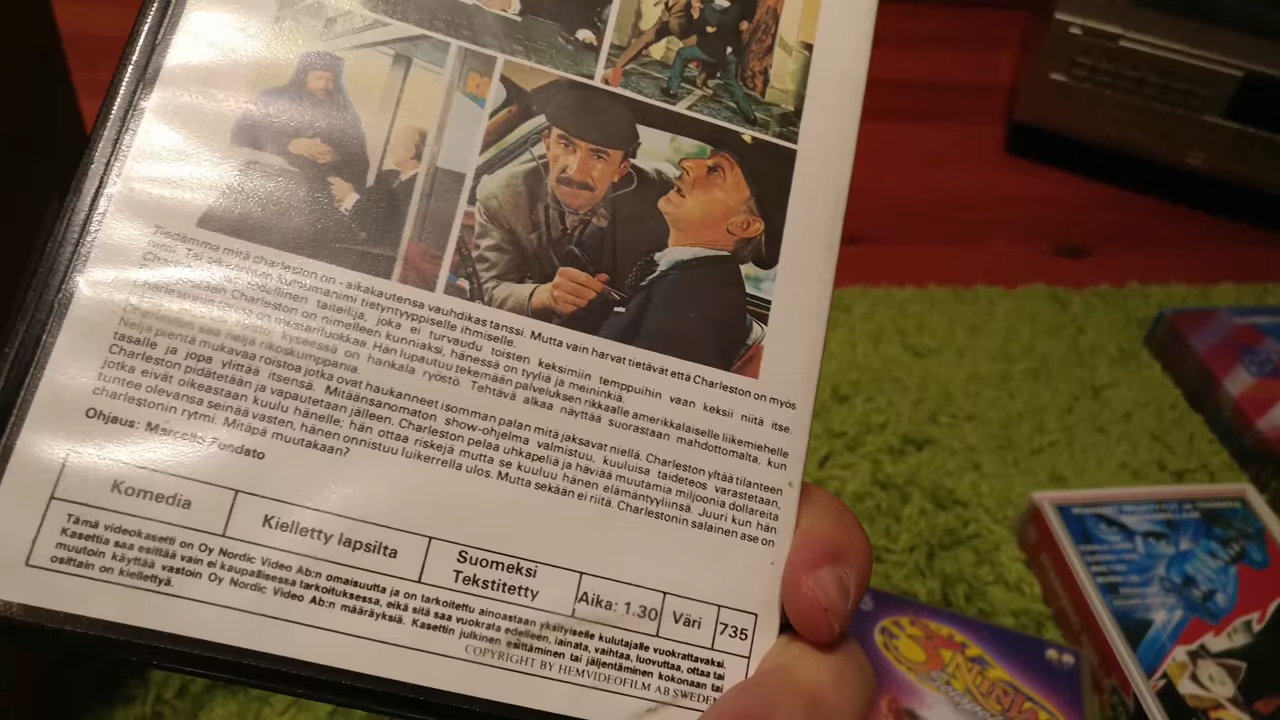 Tiedämme mitä charleston on - aikakautensa vauhdikas tanssi. Mutta vain harvat tietävät että Charleston on myös
nimi. Tai oikeastaan kutsumanimi tietyntyyppiselle ihmiselle.
taiteilija, joka ei turvaudu toisten keksimiin temppuihin vaan keksii niitä itse.
Charleston on nimelleen kunniaksi, hänessä on tyyliä ja meininkiä.
on mestariluokkaa. Hän lupautuu tekemään palveluksen rikkaalle amerikkalaiselle liikemiehelle
kyseessä on hankala ryöstö. Tehtävä alkaa näyttää suorastaan mahdottomalta, kun
Charleston saa neljä rikoskumppania.
Neljä pientä mukavaa roistoa jotka ovat haukanneet isomman palan mitä jaksavat niellä. Charleston yltää tilanteen
tasalle ja jopa ylittää itsensä. Mitäänsanomaton show-ohjelma valmistuu, kuuluisa taideteos varastetaan,
Charleston pidätetään ja vapautetaan jälleen. Charleston pelaa uhkapeliä ja häviää muutamia miljoonia dollareita
jotka eivät oikeastaan kuulu hänelle; hän ottaa riskejä mutta se kuuluu hänen elämäntyyliinsä. Juuri kun hän
tuntee olevansa seinää vasten, hänen onnistuu luikerrella ulos. Mutta sekään ei riitä. Charlestonin salainen ase on
charlestonin rytmi. Mitäpä muutakaan?
Ohjaus: Marcello Fondato
Komedia
Kielletty lapsilta
Suomeksi
Tekstitetty
Aika: 1.30
Väri
735
Tämä videokasetti on Oy Nordic Video Ab:n omaisuutta ja on tarkoitettu ainoastaan yksityiselle kulutajalle vuokrattavaksi.
Kasettia saa esittää vain ei kaupallisessa tarkoituksessa, eikä sitä saa vuokrata edelleen, lainata, vaihtaa, luovuttaa, ottaa tai
muutoin käyttää vastoin Oy Nordic Video Ab:n määräyksiä. Kasettin julkinen esittäminen tai jäljentäminen kokonaan tai
osittain on kiellettyä.
COPYRIGHT BY HEMVIDEOFILM AB SWEDEN